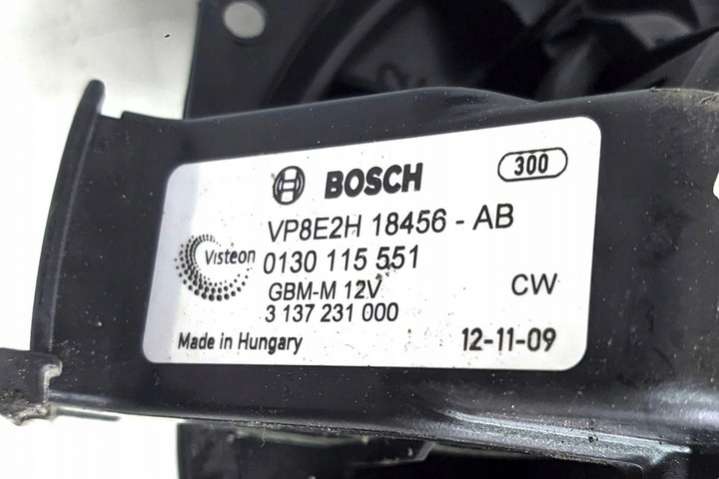 BOSCH
300
VP8E2H 18456 - AB
Visteon
0130 115 551
GBM-M 12V
CW
3 137 231 000
Made in Hungary
12-11-09